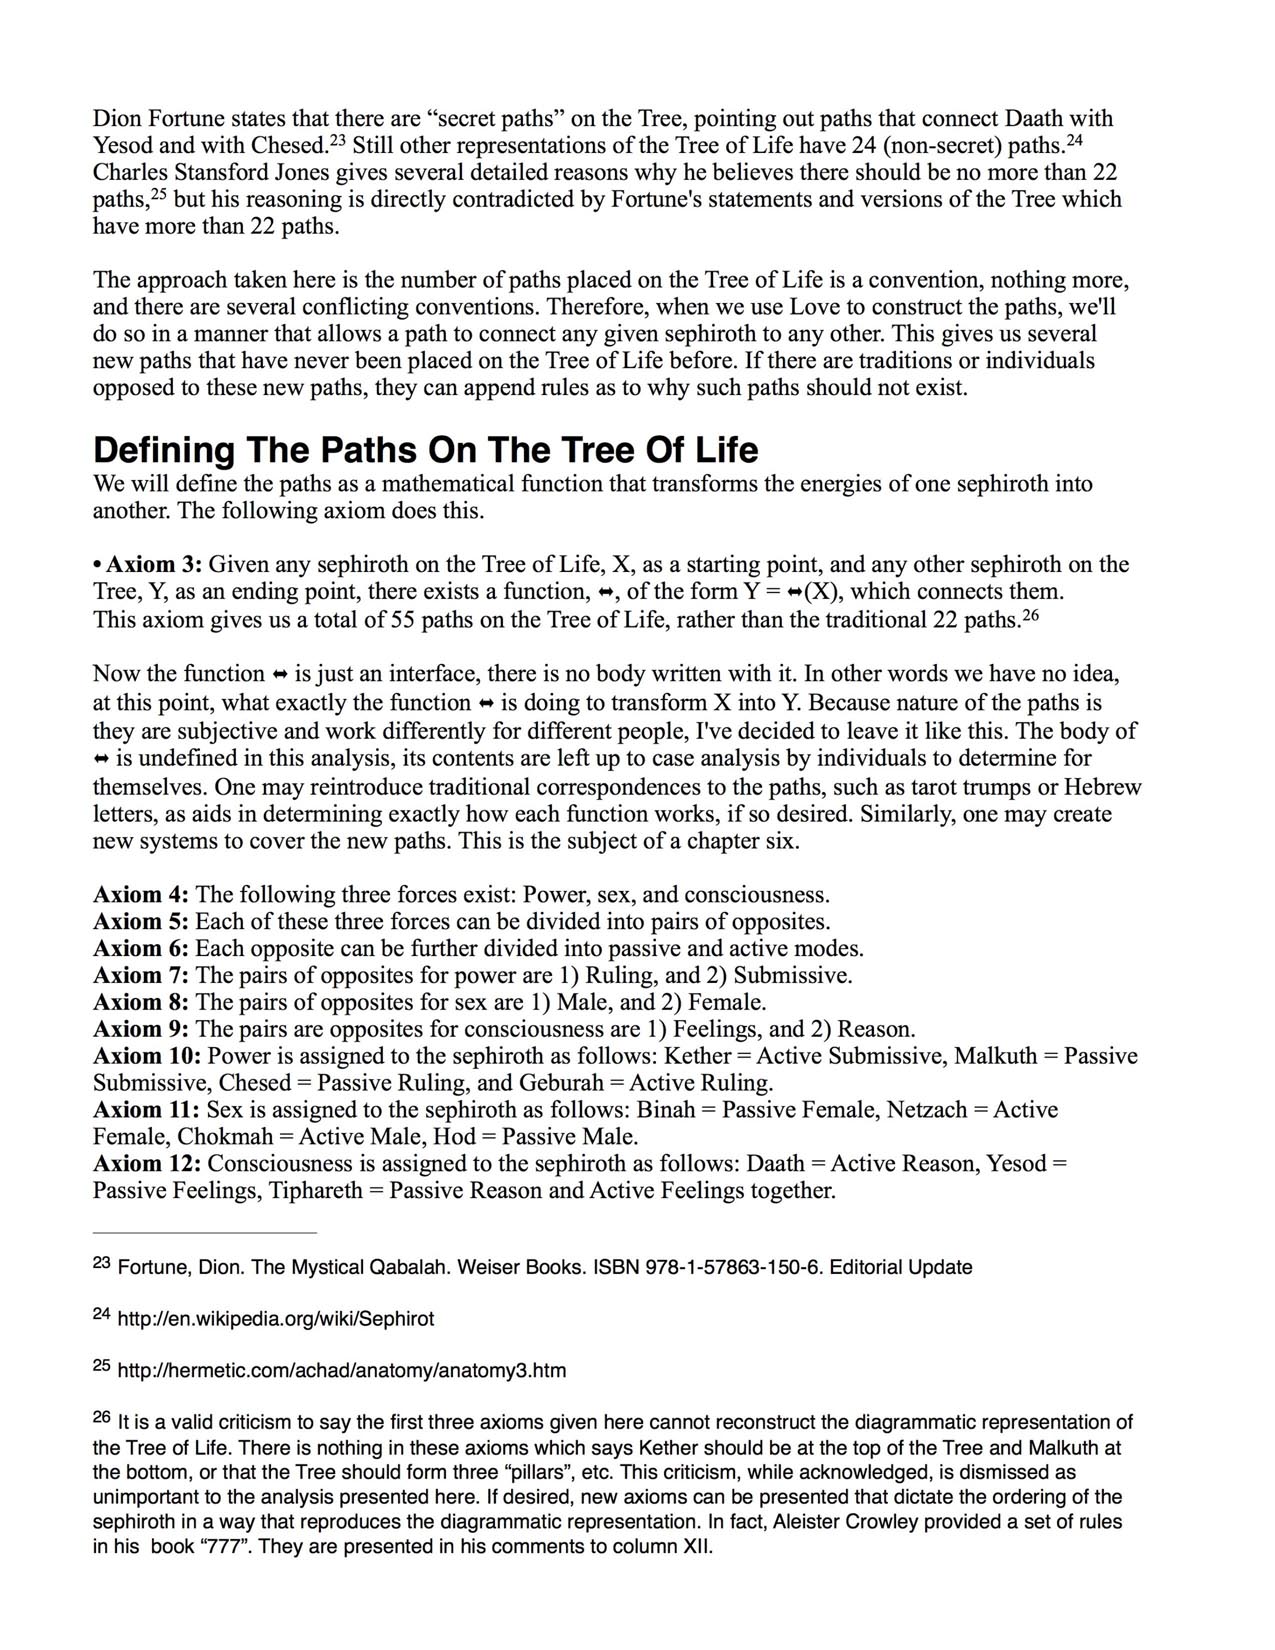 Dion Fortune states that there are “secret paths” on the Tree, pointing out paths that connect Daath with
Yesod and with Chesed.23 Still other representations of the Tree of Life have 24 (non-secret) paths.24
Charles Stansford Jones gives several detailed reasons why he believes there should be no more than 22
paths,25 but his reasoning is directly contradicted by Fortune's statements and versions of the Tree which
have more than 22 paths.
The approach taken here is the number of paths placed on the Tree of Life is a convention, nothing more,
and there are several conflicting conventions. Therefore, when we use Love to construct the paths, we'll
do so in a manner that allows a path to connect any given sephiroth to any other. This gives us several
new paths that have never been placed on the Tree of Life before. If there are traditions or individuals
opposed to these new paths, they can append rules as to why such paths should not exist.
Defining The Paths On The Tree Of Life
We will define the paths as a mathematical function that transforms the energies of one sephiroth into
another. The following axiom does this.
• Axiom 3: Given any sephiroth on the Tree of Life, X, as a starting point, and any other sephiroth on the
Tree, Y, as an ending point, there exists a function, ⬌, of the form Y = ⬌(X), which connects them.
This axiom gives us a total of 55 paths on the Tree of Life, rather than the traditional 22 paths.26
Now the function ⬌ is just an interface, there is no body written with it. In other words we have no idea,
at this point, what exactly the function ⬌ is doing to transform X into Y. Because nature of the paths is
they are subjective and work differently for different people, I've decided to leave it like this. The body of
⬌ is undefined in this analysis, its contents are left up to case analysis by individuals to determine for
themselves. One may reintroduce traditional correspondences to the paths, such as tarot trumps or Hebrew
letters, as aids in determining exactly how each function works, if so desired. Similarly, one may create
new systems to cover the new paths. This is the subject of a chapter six.
Axiom 4: The following three forces exist: Power, sex, and consciousness.
Axiom 5: Each of these three forces can be divided into pairs of opposites.
Axiom 6: Each opposite can be further divided into passive and active modes.
Axiom 7: The pairs of opposites for power are 1) Ruling, and 2) Submissive.
Axiom 8: The pairs of opposites for sex are 1) Male, and 2) Female.
Axiom 9: The pairs are opposites for consciousness are 1) Feelings, and 2) Reason.
Axiom 10: Power is assigned to the sephiroth as follows: Kether = Active Submissive, Malkuth = Passive
Submissive, Chesed = Passive Ruling, and Geburah = Active Ruling.
Axiom 11: Sex is assigned to the sephiroth as follows: Binah = Passive Female, Netzach = Active
Female, Chokmah = Active Male, Hod = Passive Male.
Axiom 12: Consciousness is assigned to the sephiroth as follows: Daath = Active Reason, Yesod =
Passive Feelings, Tiphareth = Passive Reason and Active Feelings together.
23 Fortune, Dion. The Mystical Qabalah. Weiser Books. ISBN 978-1-57863-150-6. Editorial Update
24 http://en.wikipedia.org/wiki/Sephirot
25 http://hermetic.com/achad/anatomy/anatomy3.htm
26 It is a valid criticism to say the first three axioms given here cannot reconstruct the diagrammatic representation of
the Tree of Life. There is nothing in these axioms which says Kether should be at the top of the Tree and Malkuth at
the bottom, or that the Tree should form three “pillars”, etc. This criticism, while acknowledged, is dismissed as
unimportant to the analysis presented here. If desired, new axioms can be presented that dictate the ordering of the
sephiroth in a way that reproduces the diagrammatic representation. In fact, Aleister Crowley provided a set of rules
in his book “777”. They are presented in his comments to column XII.